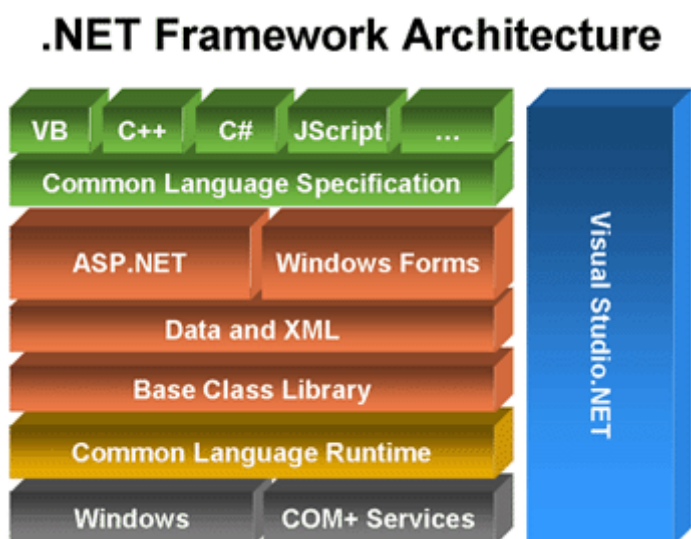 .NET Framework Architecture
VB C++ C# JScript ...
Common Language Specification
ASP.NET Windows Forms
Data and XML
Base Class Library
Common Language Runtime
Windows COM+ Services
Visual Studio.NET